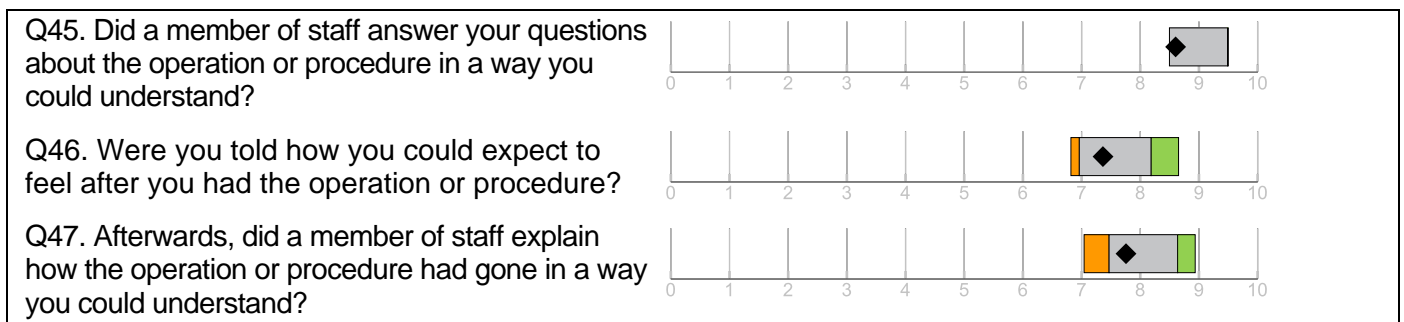 Q45. Did a member of staff answer your questions
about the operation or procedure in a way you
could understand?
0 1 2 3 4 5 6 7 8 9 10
Q46. Were you told how you could expect to
feel after you had the operation or procedure?
0 1 2 3 4 5 6 7 8 9 10
Q47. Afterwards, did a member of staff explain
how the operation or procedure had gone in a way
you could understand?
0 1 2 3 4 5 6 7 8 9 10